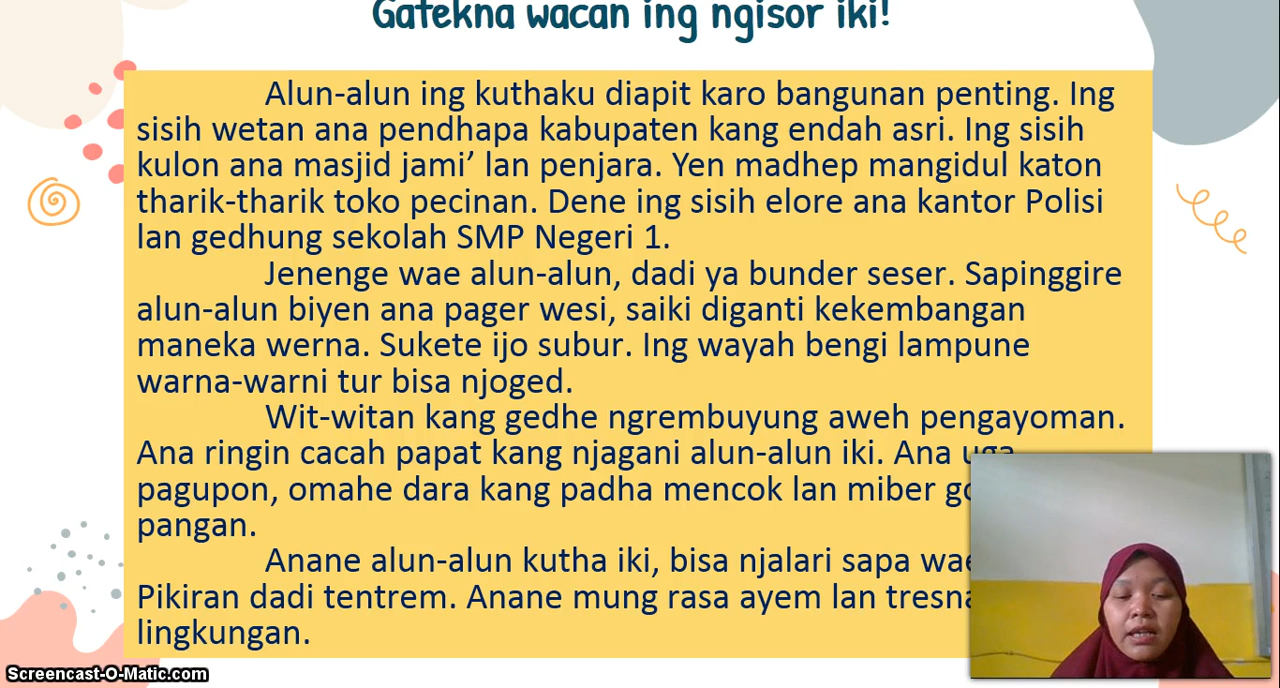 Gatekna wacan ing ngisor iki!
Alun-alun ing kuthaku diapit karo bangunan penting. Ing
sisih wetan ana pendhapa kabupaten kang endah asri. Ing sisih
kulon ana masjid jami’ lan penjara. Yen madhep mangidul katon
tharik-tharik toko pecinan. Dene ing sisih elore ana kantor Polisi
lan gedhung sekolah SMP Negeri 1.
Jenenge wae alun-alun, dadi ya bunder seser. Sapinggire
alun-alun biyen ana pager wesi, saiki diganti kekembangan
maneka werna. Sukete ijo subur. Ing wayah bengi lampune
warna-warni tur bisa njoged.
Wit-witan kang gedhe ngrembuyung aweh pengayoman.
Ana ringin cacah papat kang njagani alun-alun iki. Ana uga
pagupon, omahe dara kang padha mencok lan miber
pangan.
Anane alun-alun kutha iki, bisa njalari sapa wae
Pikiran dadi tentrem. Anane mung rasa ayem lan tresna
lingkungan.
Screencast-O-Matic.com